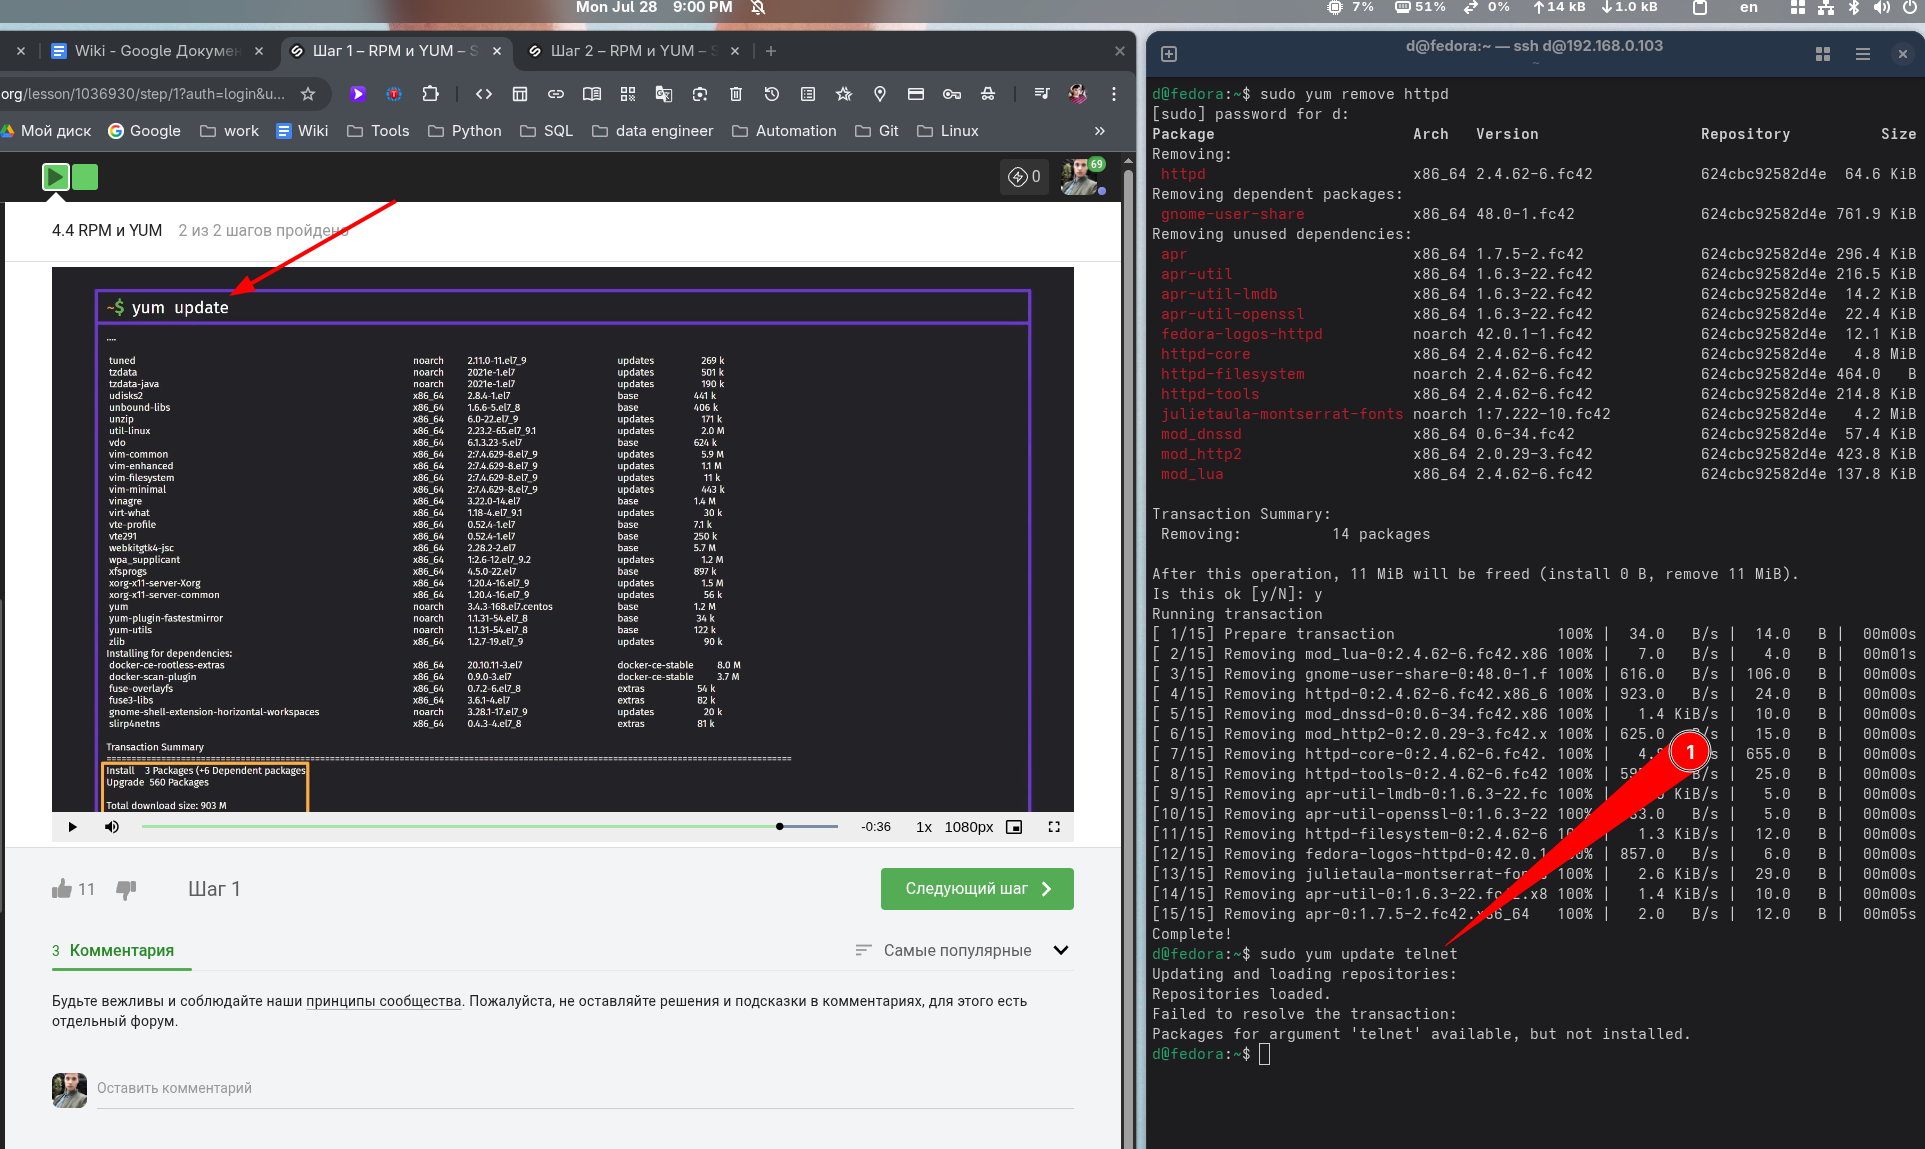 Mon Jul 28 9:00 PM
7% 51% 0% ↑14 kB ↓1.0 kB en
Wiki - Google Докумен
Шаг 1 – RPM и YUM – S
Шаг 2 – RPM и YUM – S
org/lesson/1036930/step/1?auth=login&u...
Мой диск Google work Wiki Tools Python SQL data engineer Automation Git Linux »
0 69
4.4 RPM и YUM 2 из 2 шагов пройдено
~$ yum update
....
tuned noarch 2.11.0-11.el7_9 updates 269 k
tzdata noarch 2021e-1.el7 updates 501 k
tzdata-java noarch 2021e-1.el7 updates 190 k
udisks2 x86_64 2.8.4-1.el7 base 441 k
unbound-libs x86_64 1.6.6-5.el7_8 base 406 k
unzip x86_64 6.0-22.el7_9 updates 171 k
util-linux x86_64 2.23.2-65.el7_9.1 updates 2.0 M
vdo x86_64 6.1.3.23-5.el7 base 624 k
vim-common x86_64 2:7.4.629-8.el7_9 updates 5.9 M
vim-enhanced x86_64 2:7.4.629-8.el7_9 updates 1.1 M
vim-filesystem x86_64 2:7.4.629-8.el7_9 updates 11 k
vim-minimal x86_64 2:7.4.629-8.el7_9 updates 443 k
vinagre x86_64 3.22.0-14.el7 base 1.4 M
virt-what x86_64 1.18-4.el7_9.1 updates 30 k
vte-profile x86_64 0.52.4-1.el7 base 7.1 k
vte291 x86_64 0.52.4-1.el7 base 250 k
webkitgtk4-jsc x86_64 2.28.2-2.el7 base 5.7 M
wpa_supplicant x86_64 1:2.6-12.el7_9.2 updates 1.2 M
xfsprogs x86_64 4.5.0-22.el7 base 897 k
xorg-x11-server-Xorg x86_64 1.20.4-16.el7_9 updates 1.5 M
xorg-x11-server-common x86_64 1.20.4-16.el7_9 updates 56 k
yum noarch 3.4.3-168.el7.centos base 1.2 M
yum-plugin-fastestmirror noarch 1.1.31-54.el7_8 base 34 k
yum-utils noarch 1.1.31-54.el7_8 base 122 k
zlib x86_64 1.2.7-19.el7_9 updates 90 k
Installing for dependencies:
docker-ce-rootless-extras x86_64 20.10.11-3.el7 docker-ce-stable 8.0 M
docker-scan-plugin x86_64 0.9.0-3.el7 docker-ce-stable 3.7 M
fuse-overlayfs x86_64 0.7.2-6.el7_8 extras 54 k
fuse3-libs x86_64 3.6.1-4.el7 extras 82 k
gnome-shell-extension-horizontal-workspaces noarch 3.28.1-17.el7_9 updates 20 k
slirp4netns x86_64 0.4.3-4.el7_8 extras 81 k
Transaction Summary
Install 3 Packages (+6 Dependent packages
Upgrade 560 Packages
Total download size: 903 M
-0:36 1x 1080px
11 Шаг 1 Следующий шаг
3 Комментария Самые популярные
Будьте вежливы и соблюдайте наши принципы сообщества. Пожалуйста, не оставляйте решения и подсказки в комментариях, для этого есть
отдельный форум.
Оставить комментарий
d@fedora:~ — ssh d@192.168.0.103
~
d@fedora:~$ sudo yum remove httpd
[sudo] password for d:
Package Arch Version Repository Size
Removing:
httpd x86_64 2.4.62-6.fc42 624cbc92582d4e 64.6 KiB
Removing dependent packages:
gnome-user-share x86_64 48.0-1.fc42 624cbc92582d4e 761.9 KiB
Removing unused dependencies:
apr x86_64 1.7.5-2.fc42 624cbc92582d4e 296.4 KiB
apr-util x86_64 1.6.3-22.fc42 624cbc92582d4e 216.5 KiB
apr-util-lmdb x86_64 1.6.3-22.fc42 624cbc92582d4e 14.2 KiB
apr-util-openssl x86_64 1.6.3-22.fc42 624cbc92582d4e 22.4 KiB
fedora-logos-httpd noarch 42.0.1-1.fc42 624cbc92582d4e 12.1 KiB
httpd-core x86_64 2.4.62-6.fc42 624cbc92582d4e 4.8 MiB
httpd-filesystem noarch 2.4.62-6.fc42 624cbc92582d4e 464.0 B
httpd-tools x86_64 2.4.62-6.fc42 624cbc92582d4e 214.8 KiB
julietaula-montserrat-fonts noarch 1:7.222-10.fc42 624cbc92582d4e 4.2 MiB
mod_dnssd x86_64 0.6-34.fc42 624cbc92582d4e 57.4 KiB
mod_http2 x86_64 2.0.29-3.fc42 624cbc92582d4e 423.8 KiB
mod_lua x86_64 2.4.62-6.fc42 624cbc92582d4e 137.8 KiB
Transaction Summary:
Removing: 14 packages
After this operation, 11 MiB will be freed (install 0 B, remove 11 MiB).
Is this ok [y/N]: y
Running transaction
[ 1/15] Prepare transaction 100% | 34.0 B/s | 14.0 B | 00m00s
[ 2/15] Removing mod_lua-0:2.4.62-6.fc42.x86 100% | 7.0 B/s | 4.0 B | 00m01s
[ 3/15] Removing gnome-user-share-0:48.0-1.f 100% | 616.0 B/s | 106.0 B | 00m00s
[ 4/15] Removing httpd-0:2.4.62-6.fc42.x86_6 100% | 923.0 B/s | 24.0 B | 00m00s
[ 5/15] Removing mod_dnssd-0:0.6-34.fc42.x86 100% | 1.4 KiB/s | 10.0 B | 00m00s
[ 6/15] Removing mod_http2-0:2.0.29-3.fc42.x 100% | 625.0 B/s | 15.0 B | 00m00s
[ 7/15] Removing httpd-core-0:2.4.62-6.fc42. 100% | 655.0 B | 00m00s
[ 8/15] Removing httpd-tools-0:2.4.62-6.fc42 100% | B/s | 25.0 B | 00m00s
[ 9/15] Removing apr-util-lmdb-0:1.6.3-22.fc 100% | KiB/s | 5.0 B | 00m00s
[10/15] Removing apr-util-openssl-0:1.6.3-22 100% B/s | 5.0 B | 00m00s
[11/15] Removing httpd-filesystem-0:2.4.62-6 1.3 KiB/s | 12.0 B | 00m00s
[12/15] Removing fedora-logos-httpd-0:42.0.1 | 857.0 B/s | 6.0 B | 00m00s
[13/15] Removing julietaula-montserrat-fon 100% | 2.6 KiB/s | 29.0 B | 00m00s
[14/15] Removing apr-util-0:1.6.3-22.fc42.x8 100% | 1.4 KiB/s | 10.0 B | 00m00s
[15/15] Removing apr-0:1.7.5-2.fc42.x86_64 100% | 2.0 B/s | 12.0 B | 00m05s
Complete!
d@fedora:~$ sudo yum update telnet
Updating and loading repositories:
Repositories loaded.
Failed to resolve the transaction:
Packages for argument 'telnet' available, but not installed.
d@fedora:~$
1